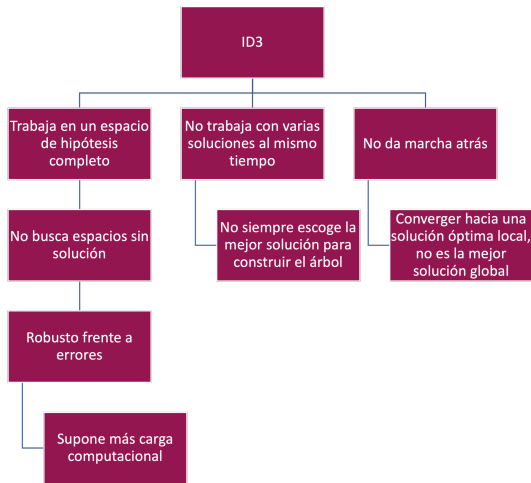 ID3
Trabaja en un espacio
de hipótesis
completo
No busca espacios sin
solución
Robusto frente a
errores
Supone más carga
computacional
No trabaja con varias
soluciones al mismo
tiempo
No siempre escoge la
mejor solución para
construir el árbol
No da marcha atrás
Converger hacia una
solución óptima local,
no es la mejor
solución global